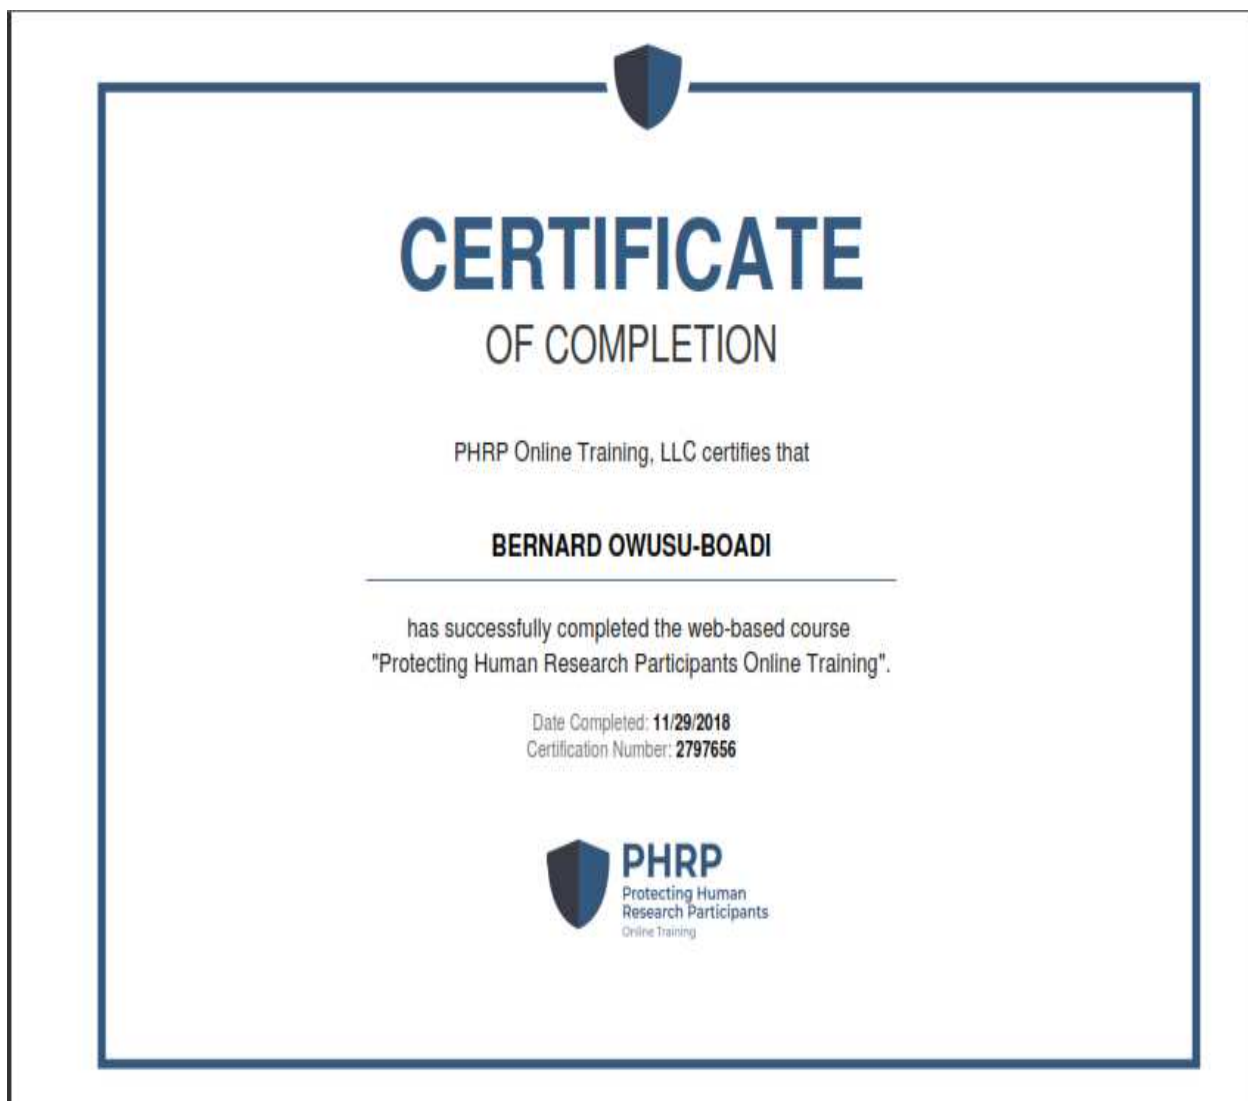 CERTIFICATE
OF COMPLETION
PHRP Online Training, LLC certifies that
BERNARD OWUSU-BOADI
has successfully completed the web-based course
"Protecting Human Research Participants Online Training".
Date Completed: 11/29/2018
Certification Number: 2797656
PHRP
Protecting Human
Research Participants
Online Training